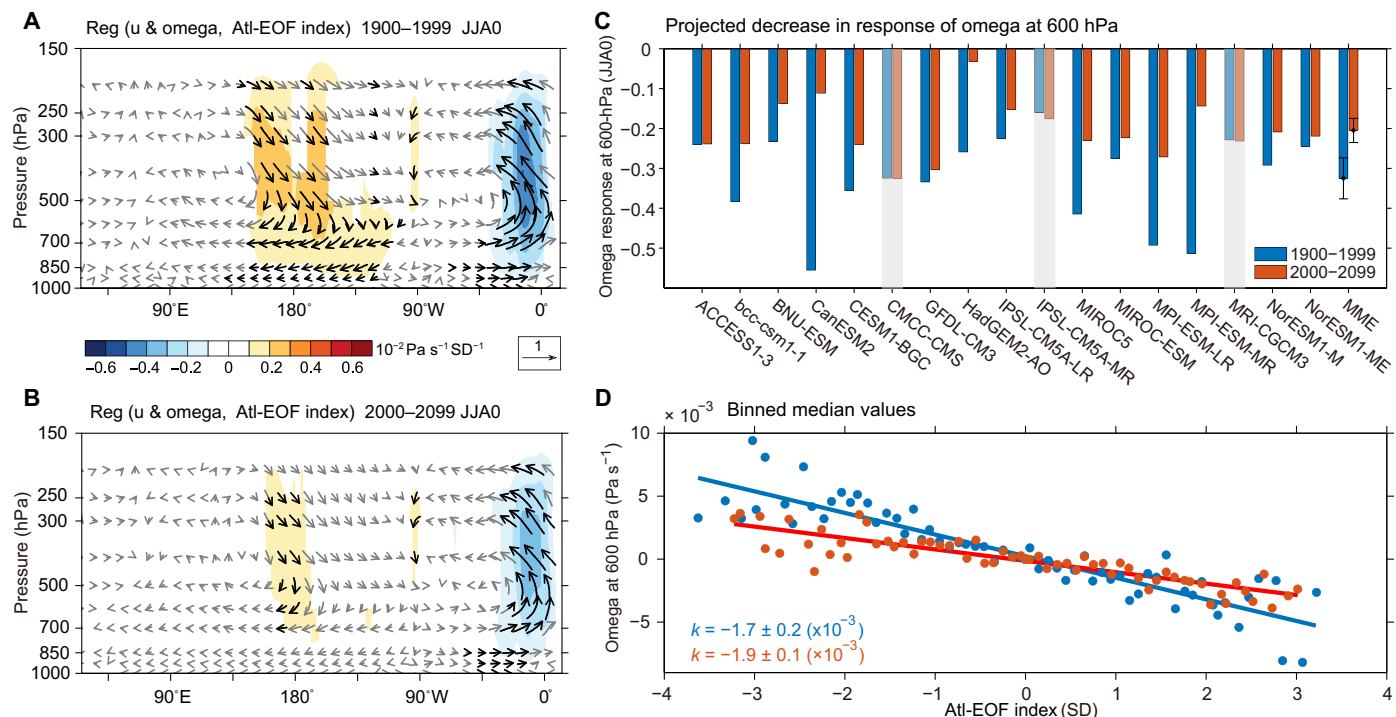 A
Reg (u & omega, Atl-EOF index) 1900–1999 JJA0
Pressure (hPa)
150
250
300
500
700
850
1000
90°E
180°
90°W
0°
−0.6
−0.4
−0.2
0
0.2
0.4
0.6
10−2 Pa s−1 SD−1
1
B
Reg (u & omega, Atl-EOF index) 2000–2099 JJA0
Pressure (hPa)
150
250
300
500
700
850
1000
90°E
180°
90°W
0°
C
Projected decrease in response of omega at 600 hPa
Omega response at 600-hPa (JJA0)
0
−0.1
−0.2
−0.3
−0.4
−0.5
1900−1999
2000−2099
ACCESS1-3
bcc-csm1-1
BNU-ESM
CanESM2
CESM1-BGC
CMCC-CMS
GFDL-CM3
HadGEM2-AO
IPSL-CM5A-LR
IPSL-CM5A-MR
MIROC5
MIROC-ESM
MPI-ESM-LR
MPI-ESM-MR
MRI-CGCM3
NorESM1-M
NorESM1-ME
MME
D
× 10−3
Binned median values
Omega at 600 hPa (Pa s−1)
10
5
0
−5
k = −1.7 ± 0.2 (x10−3)
k = −1.9 ± 0.1 (×10−3)
−4
−3
−2
−1
0
1
2
3
4
Atl-EOF index (SD)